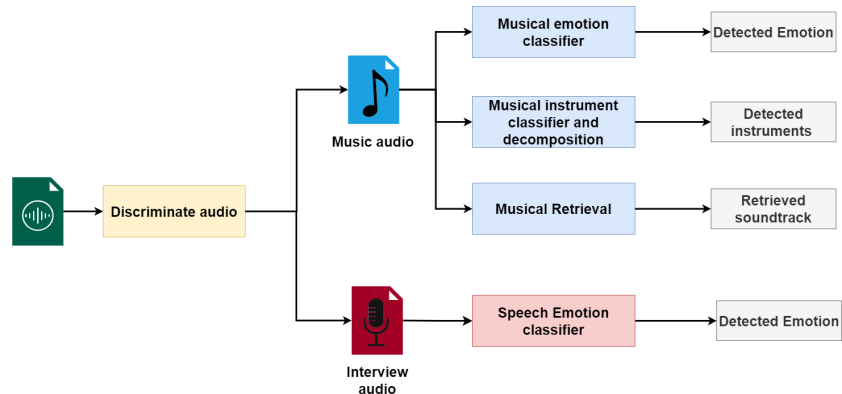 Musical emotion
classifier
Detected Emotion
Musical instrument
classifier and
decomposition
Detected
instruments
Music audio
Discriminate audio
Musical Retrieval
Retrieved
soundtrack
Speech Emotion
classifier
Detected Emotion
Interview
audio